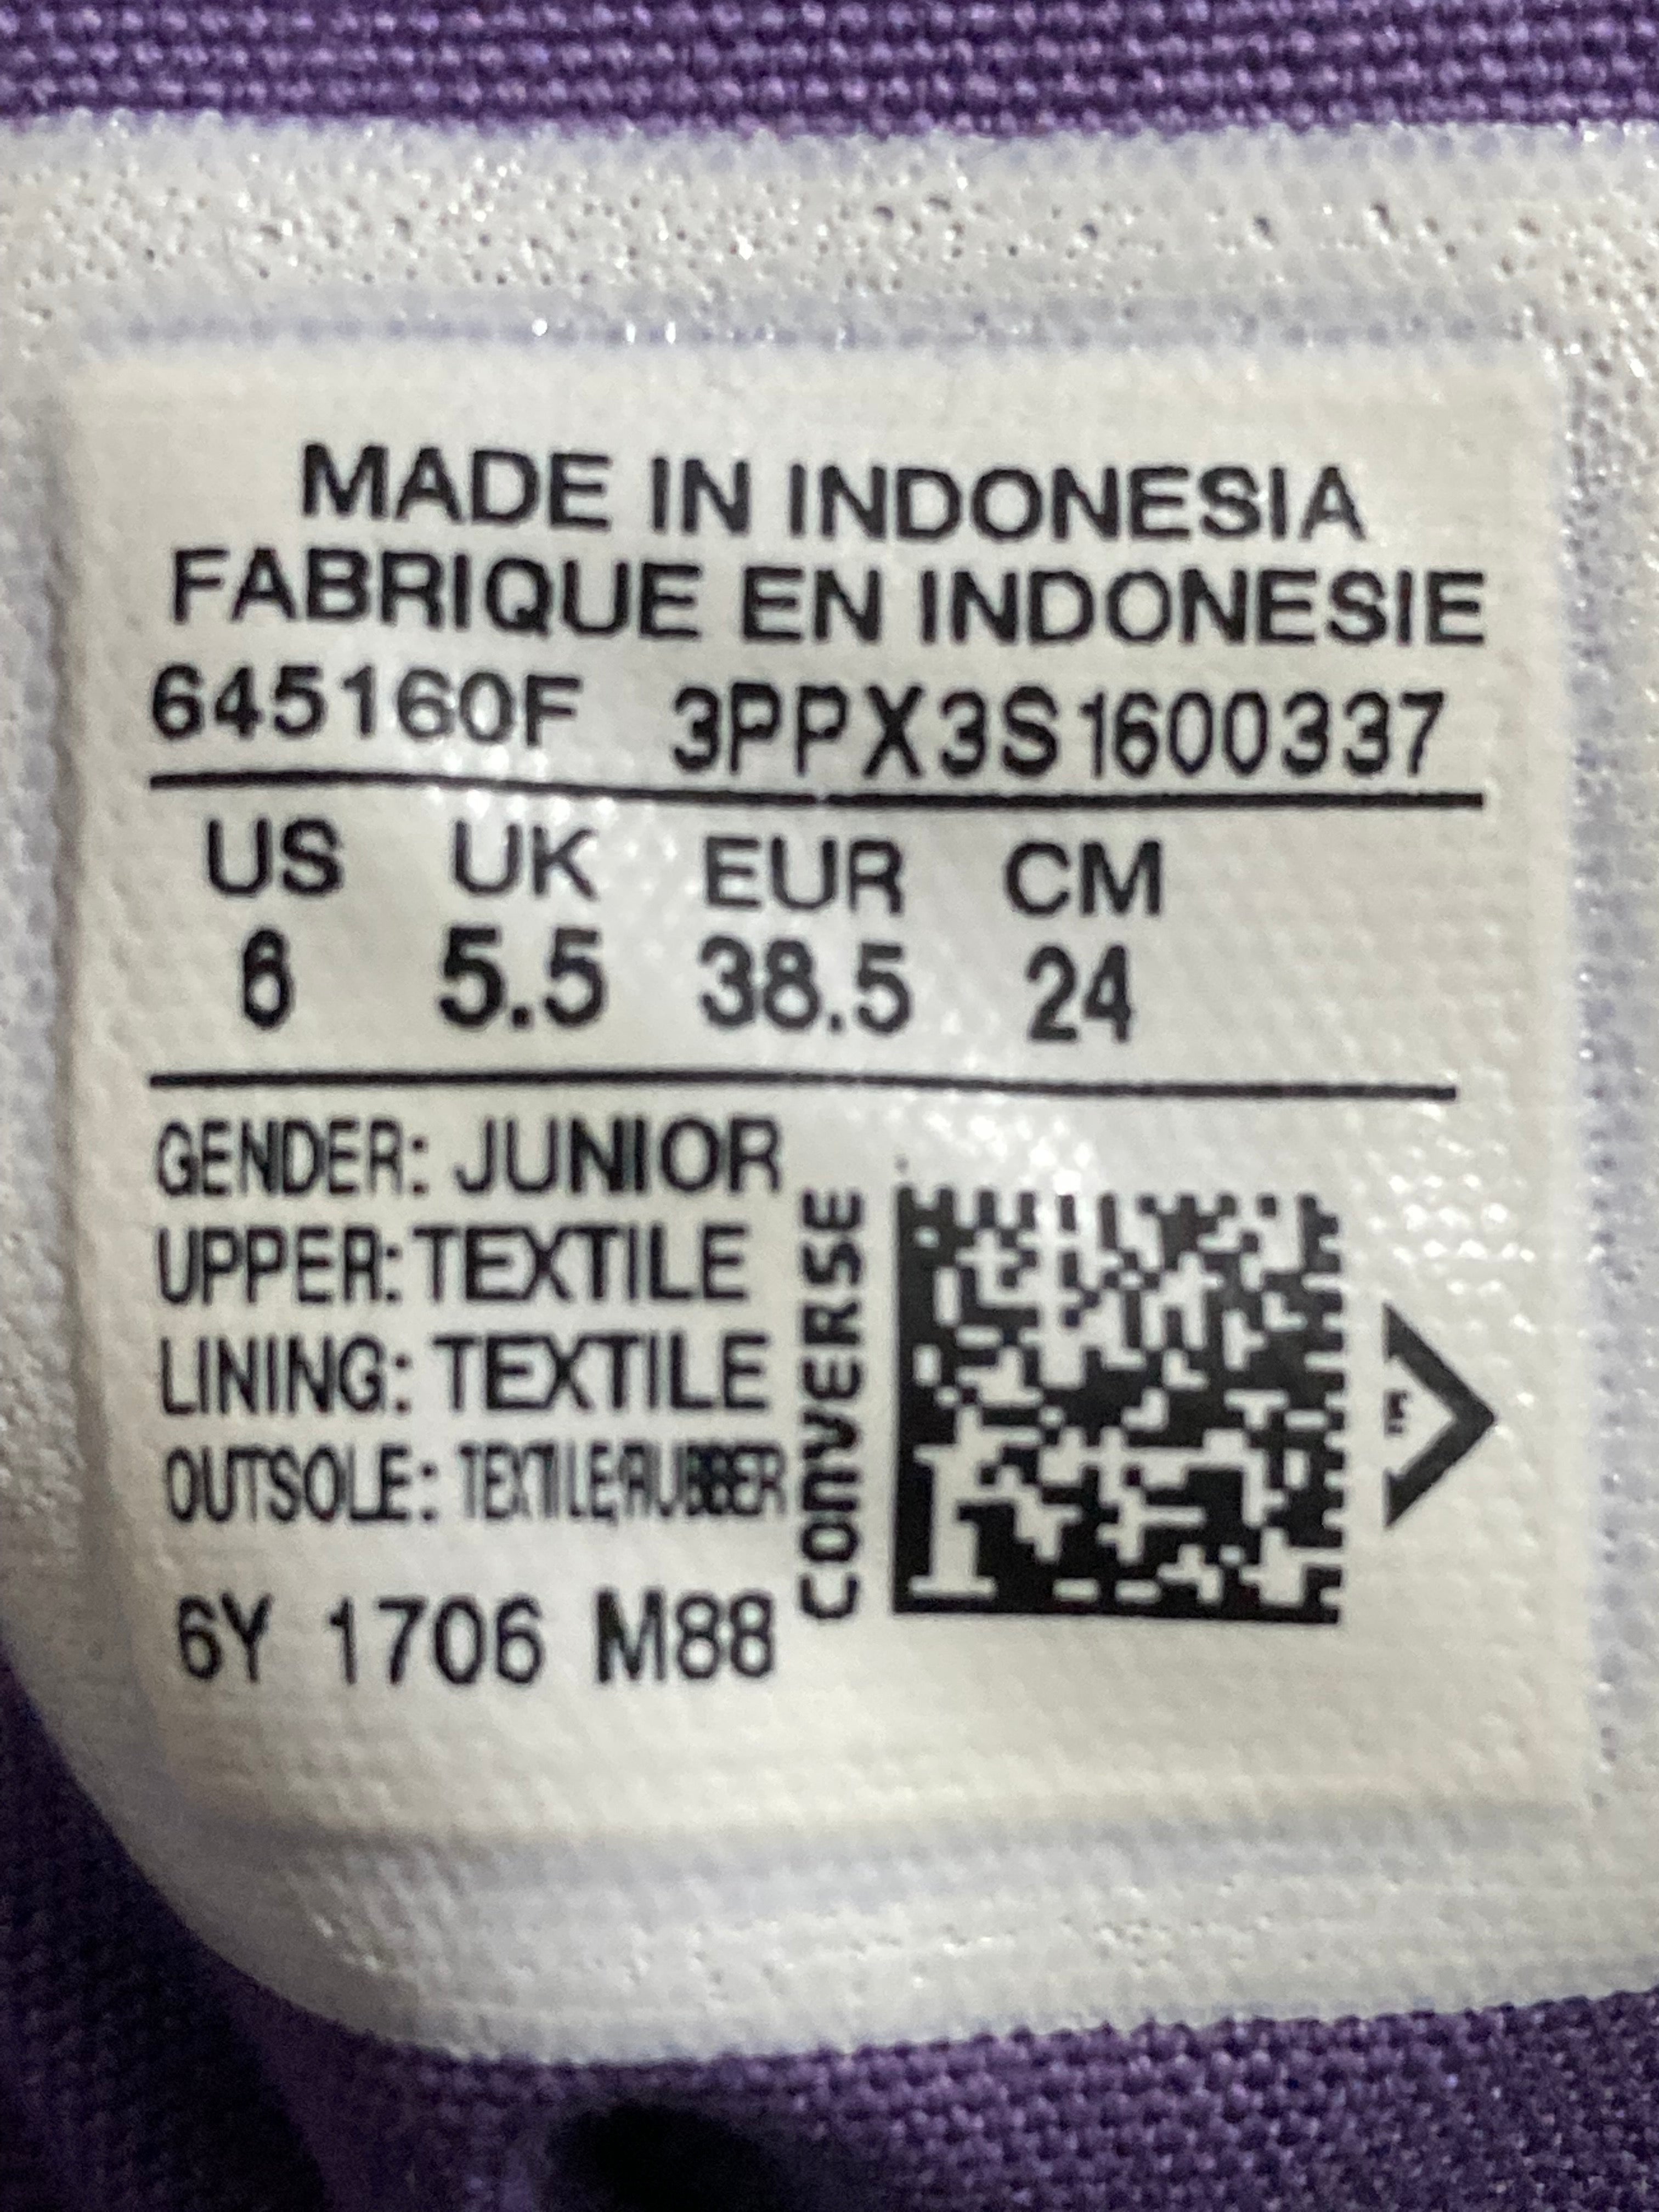 MADE IN INDONESIA
FABRIQUE EN INDONESIE
645160F 3PPX3S1600337
US UK EUR CM
6 5.5 38.5 24
GENDER: JUNIOR
UPPER: TEXTILE
LINING: TEXTILE
OUTSOLE: TEXTILE/RUBBER
6Y 1706 M88
CONVERSE